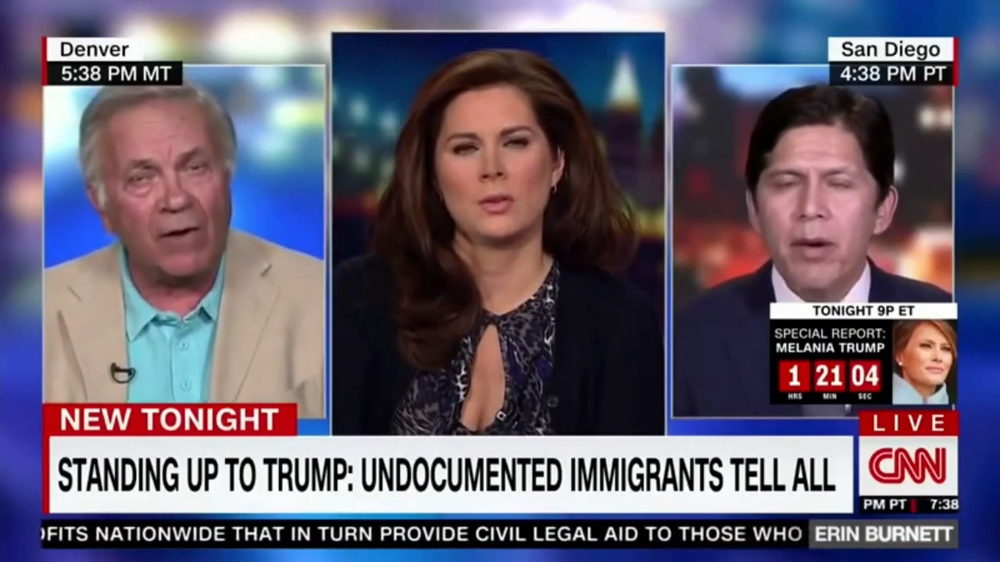 Denver
5:38 PM MT
San Diego
4:38 PM PT
TONIGHT 9P ET
SPECIAL REPORT:
MELANIA TRUMP
1 21 04
HRS MIN SEC
NEW TONIGHT
LIVE
STANDING UP TO TRUMP: UNDOCUMENTED IMMIGRANTS TELL ALL
CNN
PM PT 7:38
OFITS NATIONWIDE THAT IN TURN PROVIDE CIVIL LEGAL AID TO THOSE WHO
ERIN BURNETT